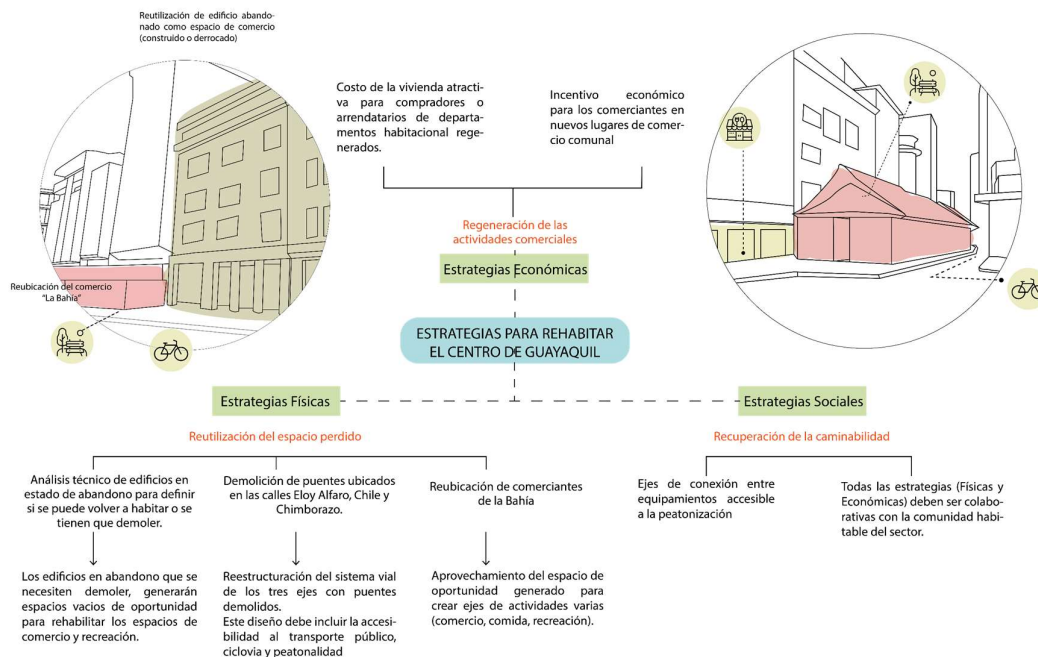 Reutilización de edificio abando-
nado como espacio de comercio
(construido o derrocado)
Costo de la vivienda atracti-
va para compradores o
arrendatarios de departa-
mentos habitacional rege-
nerados.
Incentivo económico
para los comerciantes en
nuevos lugares de comer-
cio comunal
Regeneración de las
actividades comerciales
Estrategias Económicas
Reubicación del comercio
"La Bahía"
ESTRATEGIAS PARA REHABITAR
EL CENTRO DE GUAYAQUIL
Estrategias Físicas
Estrategias Sociales
Reutilización del espacio perdido
Recuperación de la caminabilidad
Análisis técnico de edificios en
estado de abandono para definir
si se puede volver a habitar o se
tienen que demoler.
Demolición de puentes ubicados
en las calles Eloy Alfaro, Chile y
Chimborazo.
Reubicación de comerciantes
de la Bahía
Ejes de conexión entre
equipamientos accesible
a la peatonización
Todas las estrategias (Físicas y
Económicas) deben ser colabo-
rativas con la comunidad habi-
table del sector.
Los edificios en abandono que se
necesiten demoler, generarán
espacios vacios de oportunidad
para rehabilitar los espacios de
comercio y recreación.
Reestructuración del sistema vial
de los tres ejes con puentes
demolidos.
Este diseño debe incluir la accesi-
bilidad al transporte público,
ciclovia y peatonalidad
Aprovechamiento del espacio de
oportunidad generado para
crear ejes de actividades varias
(comercio, comida, recreación).